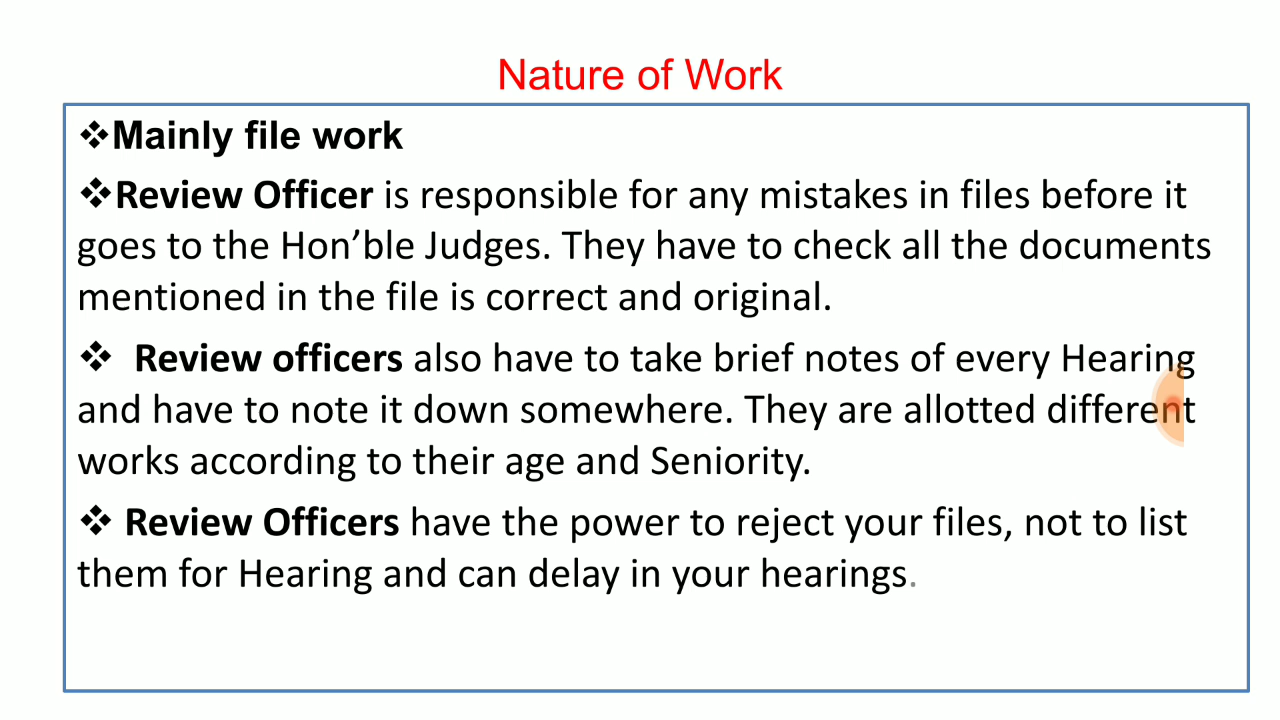 Nature of Work
❖Mainly file work
❖Review Officer is responsible for any mistakes in files before it
goes to the Hon’ble Judges. They have to check all the documents
mentioned in the file is correct and original.
❖ Review officers also have to take brief notes of every Hearing
and have to note it down somewhere. They are allotted different
works according to their age and Seniority.
❖ Review Officers have the power to reject your files, not to list
them for Hearing and can delay in your hearings.